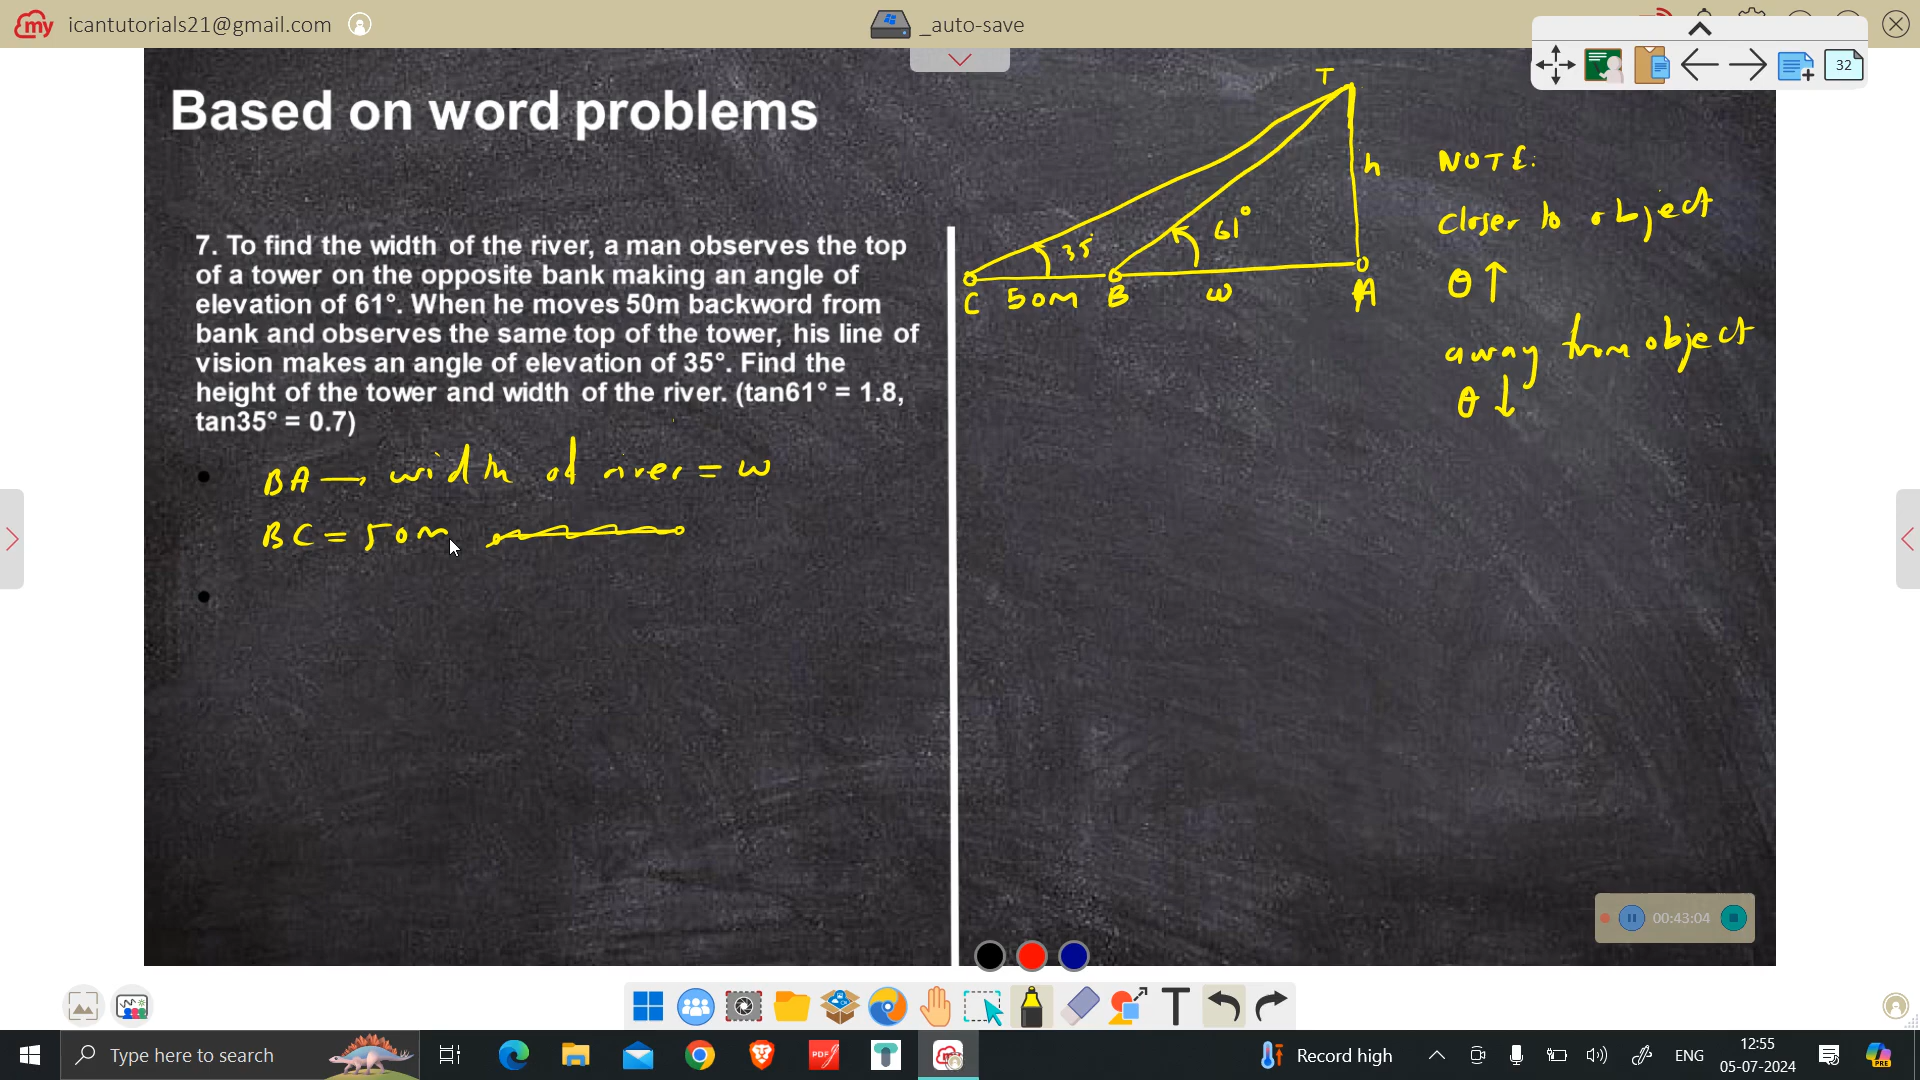 icantutorials21@gmail.com
_auto-save
32
Based on word problems
7. To find the width of the river, a man observes the top
of a tower on the opposite bank making an angle of
elevation of 61°. When he moves 50m backword from
bank and observes the same top of the tower, his line of
vision makes an angle of elevation of 35°. Find the
height of the tower and width of the river. (tan61° = 1.8,
tan35° = 0.7)
BA → width of river = w
BC = 50m
T
h
61°
35
C 50m B w A
NOTE:
closer to object
θ ↑
away from object
θ ↓
00:43:04
Type here to search
Record high
ENG
12:55
05-07-2024